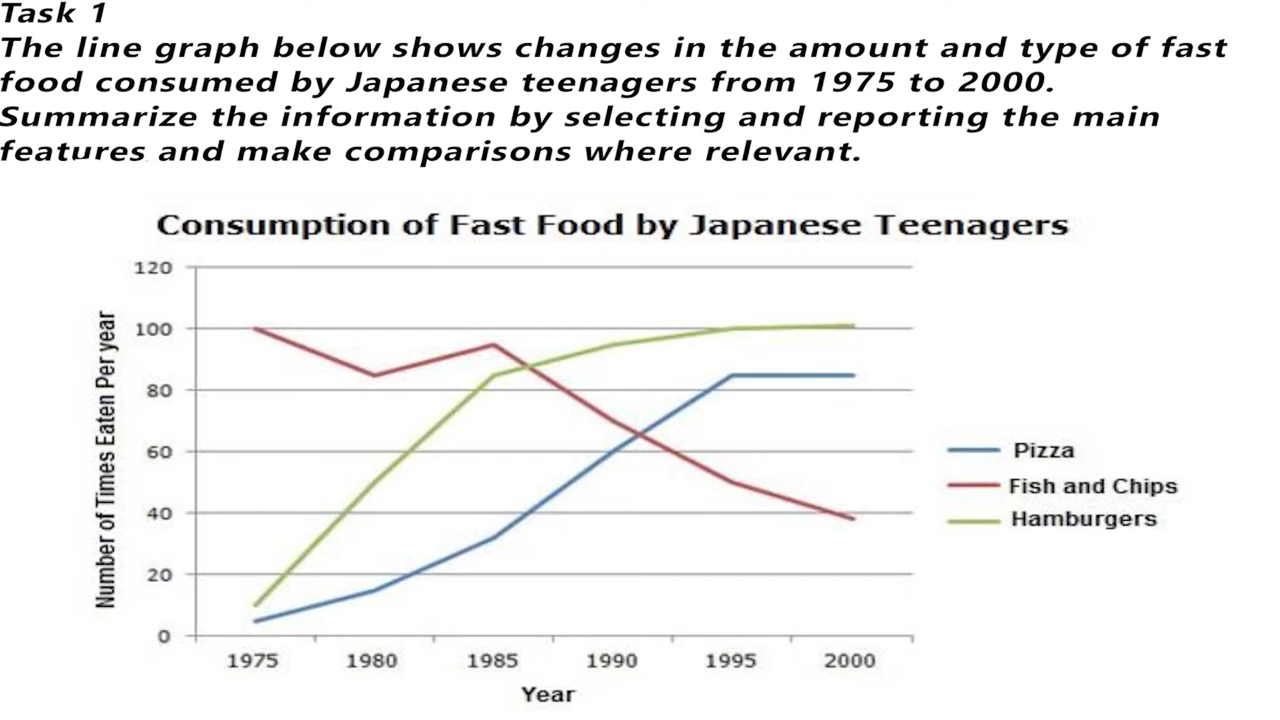 Task 1
The line graph below shows changes in the amount and type of fast
food consumed by Japanese teenagers from 1975 to 2000.
Summarize the information by selecting and reporting the main
features and make comparisons where relevant.
Consumption of Fast Food by Japanese Teenagers
Number of Times Eaten Per year
120
100
80
60
40
20
0
1975 1980 1985 1990 1995 2000
Year
Pizza
Fish and Chips
Hamburgers